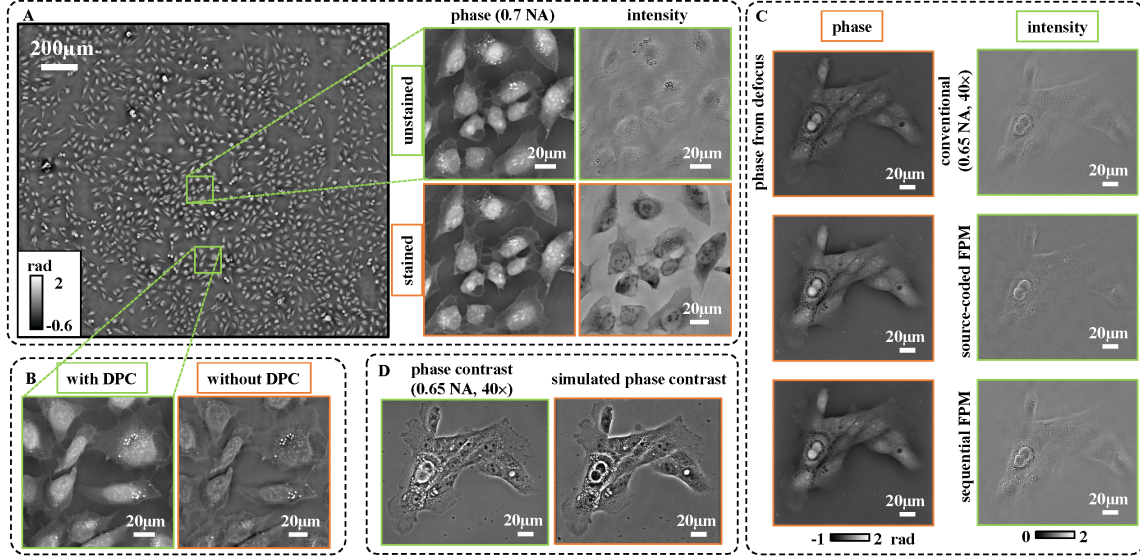 A
phase (0.7 NA)
intensity
200μm
unstained
20μm
20μm
stained
20μm
20μm
rad
2
-0.6
B
with DPC
without DPC
20μm
20μm
D
phase contrast
(0.65 NA, 40×)
simulated phase contrast
20μm
20μm
C
phase
intensity
phase from defocus
conventional
(0.65 NA, 40×)
20μm
20μm
source-coded FPM
20μm
20μm
sequential FPM
20μm
20μm
-1
2 rad
0
2